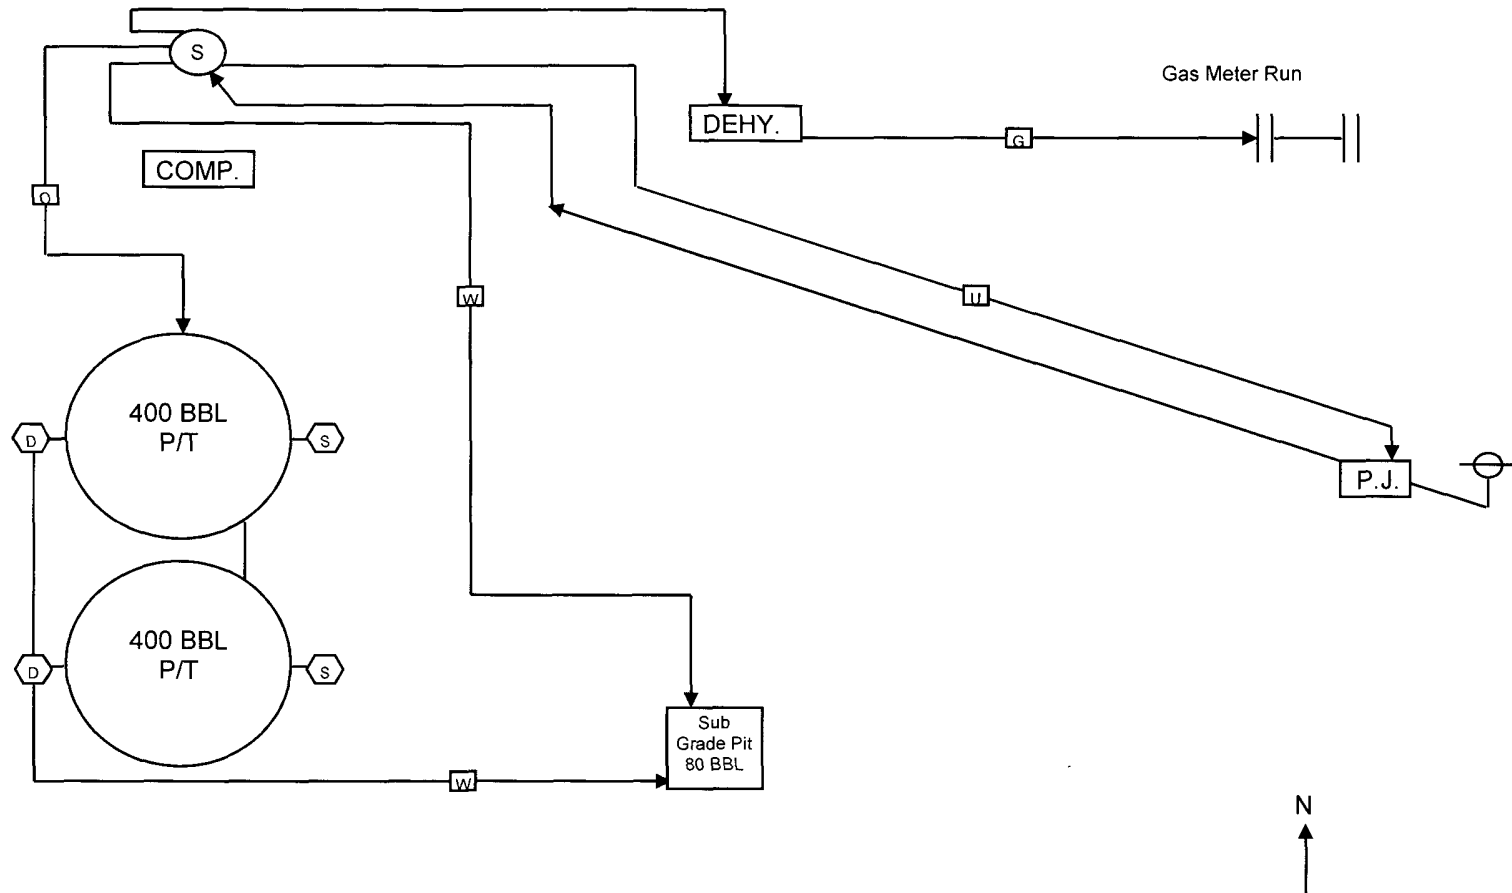 S
Gas Meter Run
DEHY.
G
COMP.
O
W
U
400 BBL
P/T
D
S
P.J.
400 BBL
P/T
D
S
Sub
Grade Pit
80 BBL
W
N